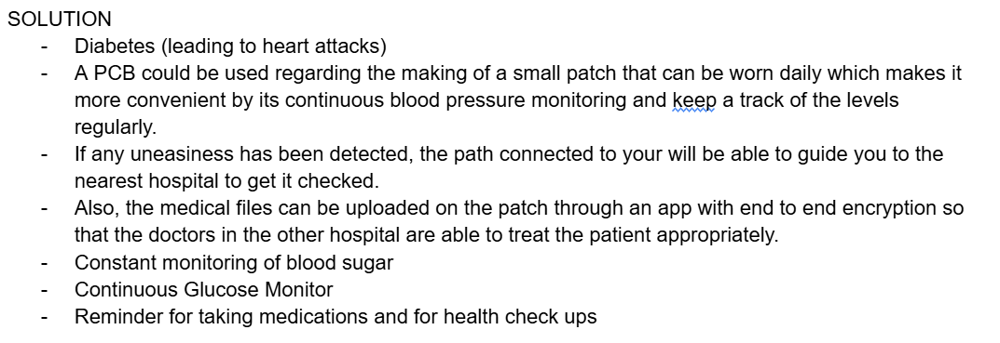 SOLUTION
- Diabetes (leading to heart attacks)
- A PCB could be used regarding the making of a small patch that can be worn daily which makes it
more convenient by its continuous blood pressure monitoring and keep a track of the levels
regularly.
- If any uneasiness has been detected, the path connected to your will be able to guide you to the
nearest hospital to get it checked.
- Also, the medical files can be uploaded on the patch through an app with end to end encryption so
that the doctors in the other hospital are able to treat the patient appropriately.
- Constant monitoring of blood sugar
- Continuous Glucose Monitor
- Reminder for taking medications and for health check ups